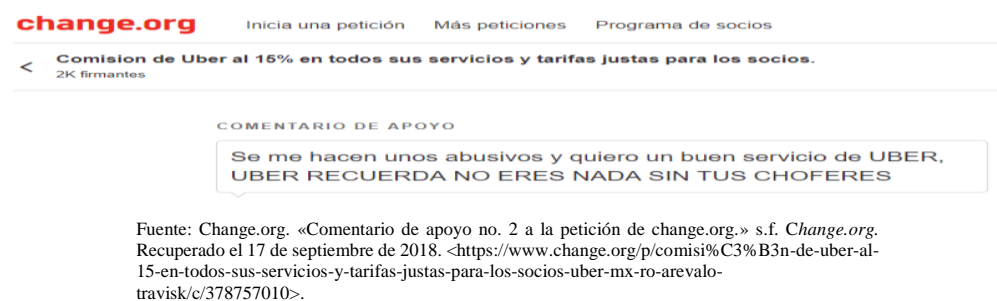 change.org Inicia una petición Más peticiones Programa de socios
< Comision de Uber al 15% en todos sus servicios y tarifas justas para los socios.
2K firmantes
COMENTARIO DE APOYO
Se me hacen unos abusivos y quiero un buen servicio de UBER,
UBER RECUERDA NO ERES NADA SIN TUS CHOFERES
Fuente: Change.org. «Comentario de apoyo no. 2 a la petición de change.org.» s.f. Change.org.
Recuperado el 17 de septiembre de 2018. <https://www.change.org/p/comisi%C3%B3n-de-uber-al-
15-en-todos-sus-servicios-y-tarifas-justas-para-los-socios-uber-mx-ro-arevalo-
travisk/c/378757010>.